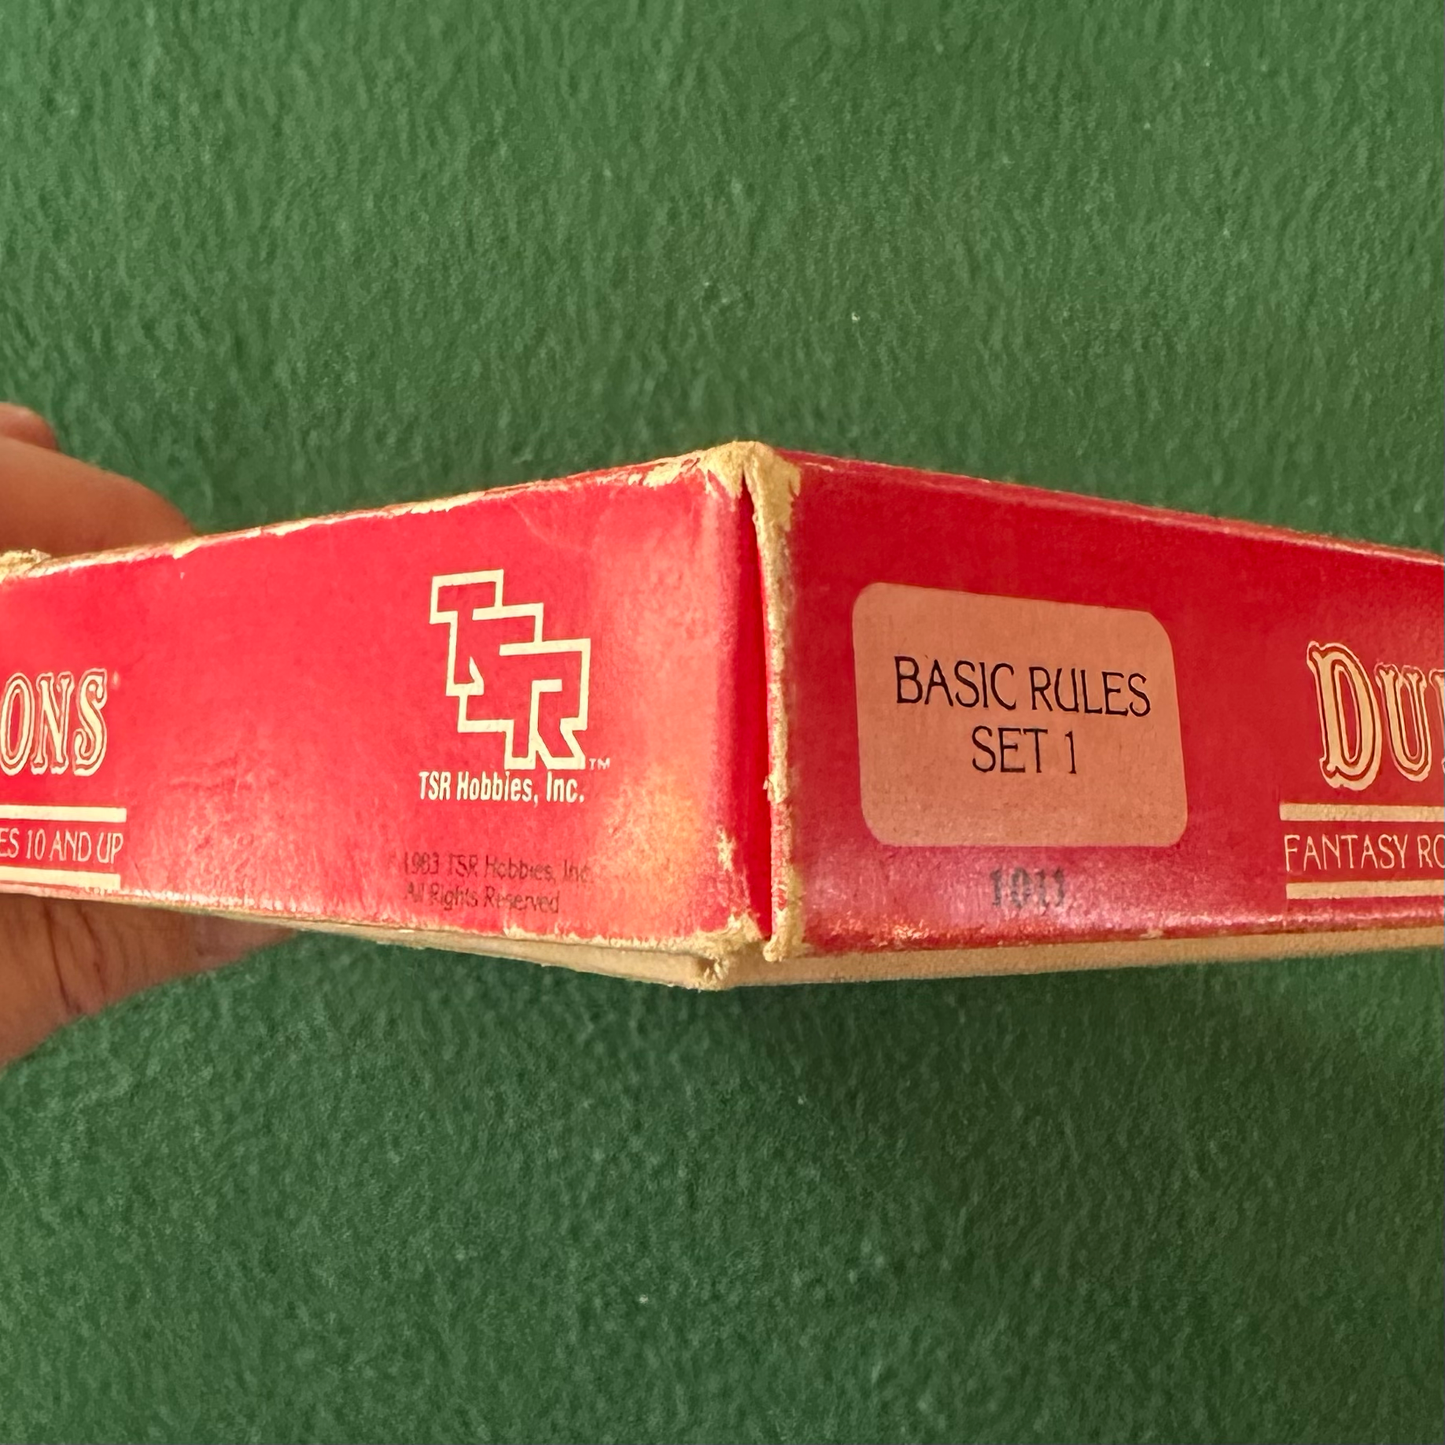 ONS
ES 10 AND UP
TSR™
TSR Hobbies, Inc.
1983 TSR Hobbies, Inc.
All Rights Reserved
BASIC RULES
SET 1
1011
DU
FANTASY RO